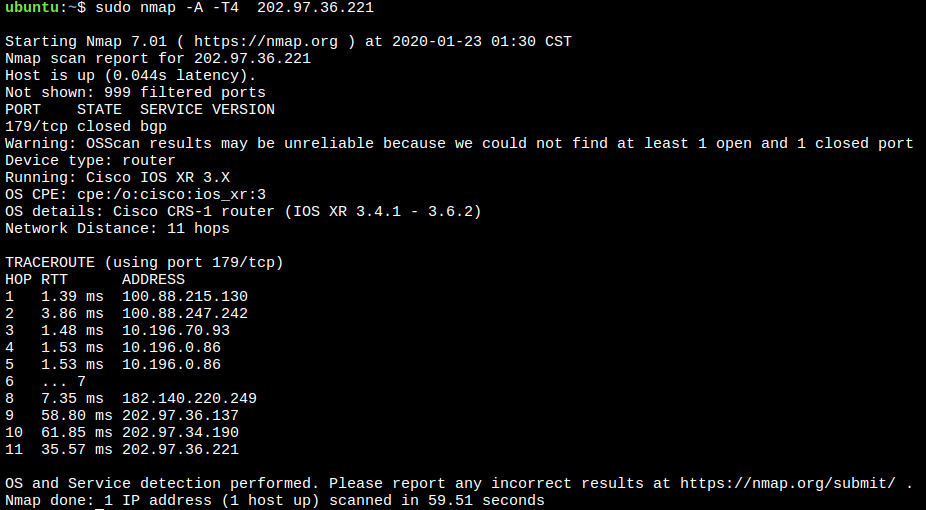 ubuntu:~$ sudo nmap -A -T4  202.97.36.221

Starting Nmap 7.01 ( https://nmap.org ) at 2020-01-23 01:30 CST
Nmap scan report for 202.97.36.221
Host is up (0.044s latency).
Not shown: 999 filtered ports
PORT    STATE  SERVICE VERSION
179/tcp closed bgp
Warning: OSScan results may be unreliable because we could not find at least 1 open and 1 closed port
Device type: router
Running: Cisco IOS XR 3.X
OS CPE: cpe:/o:cisco:ios_xr:3
OS details: Cisco CRS-1 router (IOS XR 3.4.1 - 3.6.2)
Network Distance: 11 hops

TRACEROUTE (using port 179/tcp)
HOP RTT      ADDRESS
1   1.39 ms  100.88.215.130
2   3.86 ms  100.88.247.242
3   1.48 ms  10.196.70.93
4   1.53 ms  10.196.0.86
5   1.53 ms  10.196.0.86
6   ... 7
8   7.35 ms  182.140.220.249
9   58.80 ms 202.97.36.137
10  61.85 ms 202.97.34.190
11  35.57 ms 202.97.36.221

OS and Service detection performed. Please report any incorrect results at https://nmap.org/submit/ .
Nmap done: 1 IP address (1 host up) scanned in 59.51 seconds